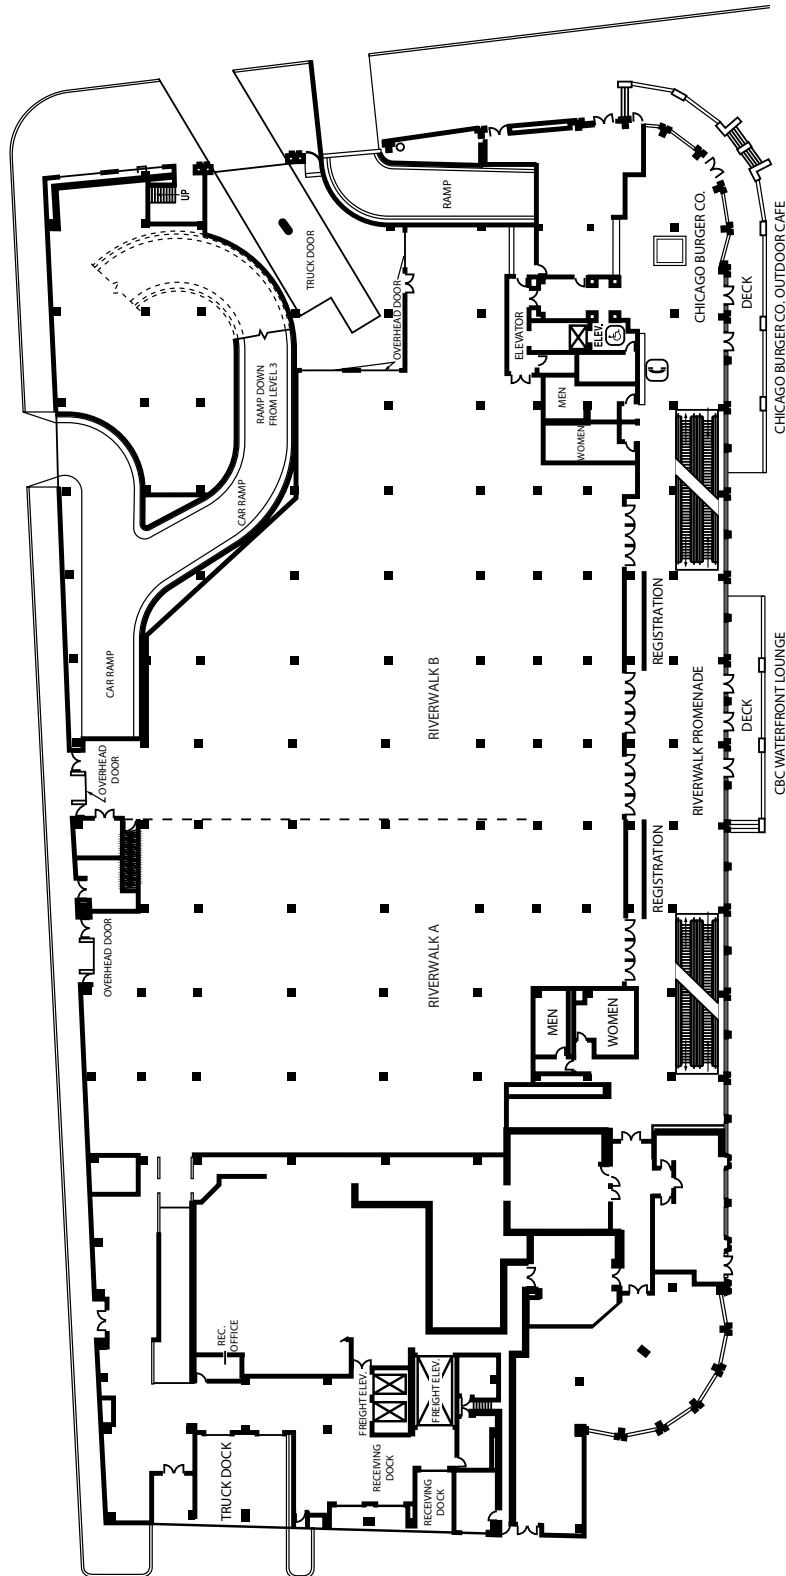 UP
RAMP
TRUCK DOOR
OVERHEAD DOOR
ELEVATOR
ELEV.
MEN
WOMEN
CHICAGO BURGER CO.
DECK
CHICAGO BURGER CO. OUTDOOR CAFE
RAMP DOWN
FROM LEVEL 3
CAR RAMP
CAR RAMP
OVERHEAD
DOOR
RIVERWALK B
REGISTRATION
RIVERWALK PROMENADE
DECK
CBC WATERFRONT LOUNGE
REGISTRATION
OVERHEAD DOOR
RIVERWALK A
MEN
WOMEN
REC.
OFFICE
FREIGHT ELEV.
FREIGHT ELEV.
TRUCK DOCK
RECEIVING
DOCK
RECEIVING
DOCK